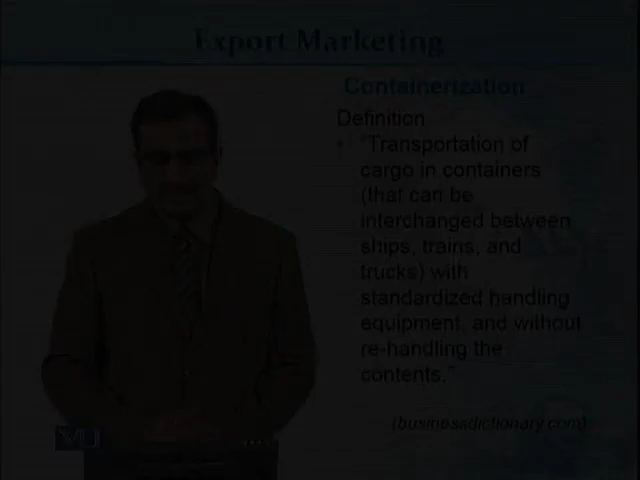 Export Marketing
Containerization
Definition
• "Transportation of
cargo in containers
(that can be
interchanged between
ships, trains, and
trucks) with
standardized handling
equipment, and without
re-handling the
contents."
(businessdictionary.com)
VU